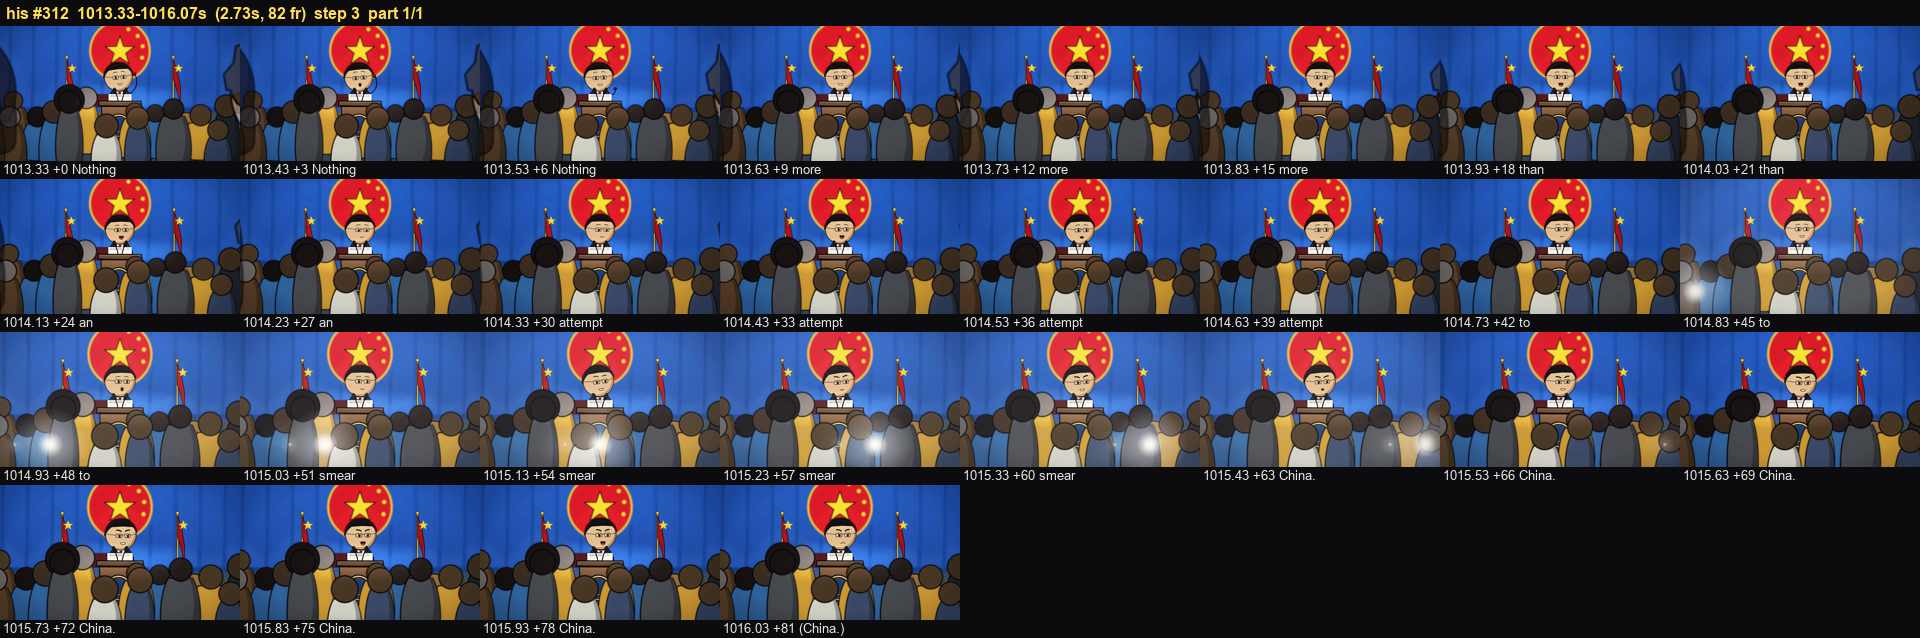 his #312 1013.33-1016.07s (2.73s, 82 fr) step 3 part 1/1
1013.33 +0 Nothing
1013.43 +3 Nothing
1013.53 +6 Nothing
1013.63 +9 more
1013.73 +12 more
1013.83 +15 more
1013.93 +18 than
1014.03 +21 than
1014.13 +24 an
1014.23 +27 an
1014.33 +30 attempt
1014.43 +33 attempt
1014.53 +36 attempt
1014.63 +39 attempt
1014.73 +42 to
1014.83 +45 to
1014.93 +48 to
1015.03 +51 smear
1015.13 +54 smear
1015.23 +57 smear
1015.33 +60 smear
1015.43 +63 China.
1015.53 +66 China.
1015.63 +69 China.
1015.73 +72 China.
1015.83 +75 China.
1015.93 +78 China.
1016.03 +81 (China.)